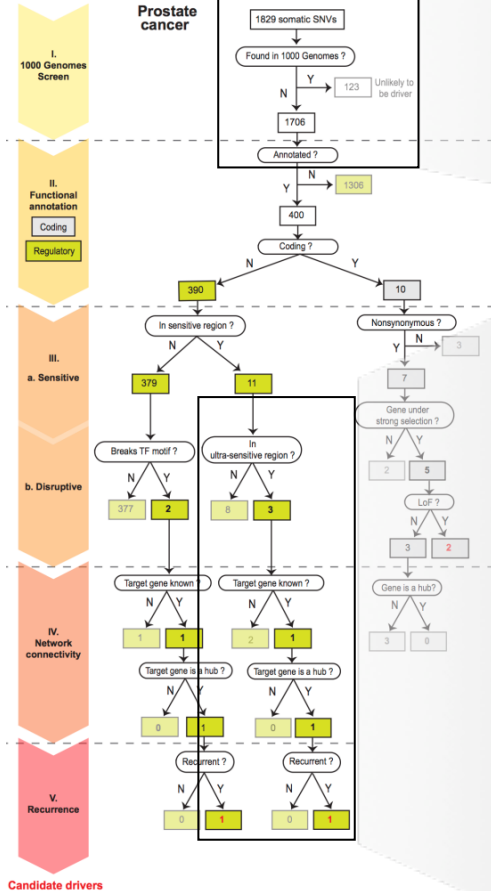 Prostate
cancer
1829 somatic SNVs
I.
1000 Genomes
Screen
Found in 1000 Genomes ?
Y
N
123
Unlikely to
be driver
1706
Annotated ?
N
Y
1306
II.
Functional
annotation
Coding
Regulatory
400
Coding ?
N
Y
390
10
In sensitive region ?
Nonsynonymous ?
N
Y
N
Y
3
III.
a. Sensitive
379
11
7
Gene under
strong selection ?
N
Y
Breaks TF motif ?
In
ultra-sensitive region ?
2
5
b. Disruptive
N
Y
N
Y
LoF ?
377
2
8
3
N
Y
3
2
Target gene known ?
Target gene known ?
Gene is a hub?
N
Y
N
Y
N
Y
IV.
Network
connectivity
1
1
2
1
3
0
Target gene is a hub ?
Target gene is a hub ?
N
Y
N
Y
0
1
0
1
V.
Recurrence
Recurrent ?
Recurrent ?
N
Y
N
Y
0
1
0
1
Candidate drivers